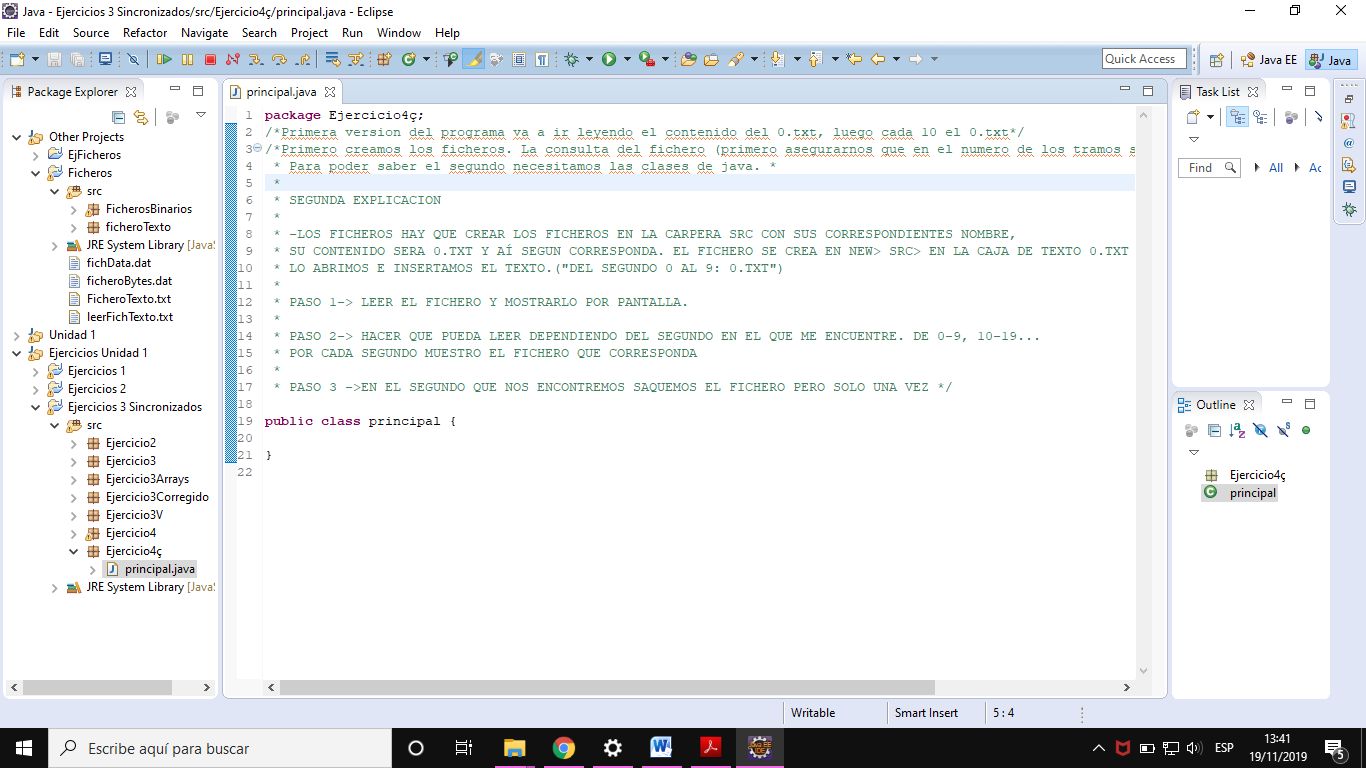 Java - Ejercicios 3 Sincronizados/src/Ejercicio4ç/principal.java - Eclipse
File Edit Source Refactor Navigate Search Project Run Window Help
Quick Access
Java EE
Java
Package Explorer
Other Projects
EjFicheros
Ficheros
src
FicherosBinarios
ficheroTexto
JRE System Library [JavaS
fichData.dat
ficheroBytes.dat
FicheroTexto.txt
leerFichTexto.txt
Unidad 1
Ejercicios Unidad 1
Ejercicios 1
Ejercicios 2
Ejercicios 3 Sincronizados
src
Ejercicio2
Ejercicio3
Ejercicio3Arrays
Ejercicio3Corregido
Ejercicio3V
Ejercicio4
Ejercicio4ç
principal.java
JRE System Library [JavaS
principal.java
1 package Ejercicio4ç;
2 /*Primera version del programa va a ir leyendo el contenido del 0.txt, luego cada 10 el 0.txt*/
3 /*Primero creamos los ficheros. La consulta del fichero (primero asegurarnos que en el numero de los tramos s
4 * Para poder saber el segundo necesitamos las clases de java. *
5 *
6 * SEGUNDA EXPLICACION
7 *
8 * -LOS FICHEROS HAY QUE CREAR LOS FICHEROS EN LA CARPERA SRC CON SUS CORRESPONDIENTES NOMBRE,
9 * SU CONTENIDO SERA 0.TXT Y AÍ SEGUN CORRESPONDA. EL FICHERO SE CREA EN NEW> SRC> EN LA CAJA DE TEXTO 0.TXT
10 * LO ABRIMOS E INSERTAMOS EL TEXTO.("DEL SEGUNDO 0 AL 9: 0.TXT")
11 *
12 * PASO 1-> LEER EL FICHERO Y MOSTRARLO POR PANTALLA.
13 *
14 * PASO 2-> HACER QUE PUEDA LEER DEPENDIENDO DEL SEGUNDO EN EL QUE ME ENCUENTRE. DE 0-9, 10-19...
15 * POR CADA SEGUNDO MUESTRO EL FICHERO QUE CORRESPONDA
16 *
17 * PASO 3 ->EN EL SEGUNDO QUE NOS ENCONTREMOS SAQUEMOS EL FICHERO PERO SOLO UNA VEZ */
18
19 public class principal {
20
21 }
22
Task List
Find
All
Ac
Outline
Ejercicio4ç
principal
Writable
Smart Insert
5 : 4
Escribe aquí para buscar
ESP
13:41
19/11/2019
5